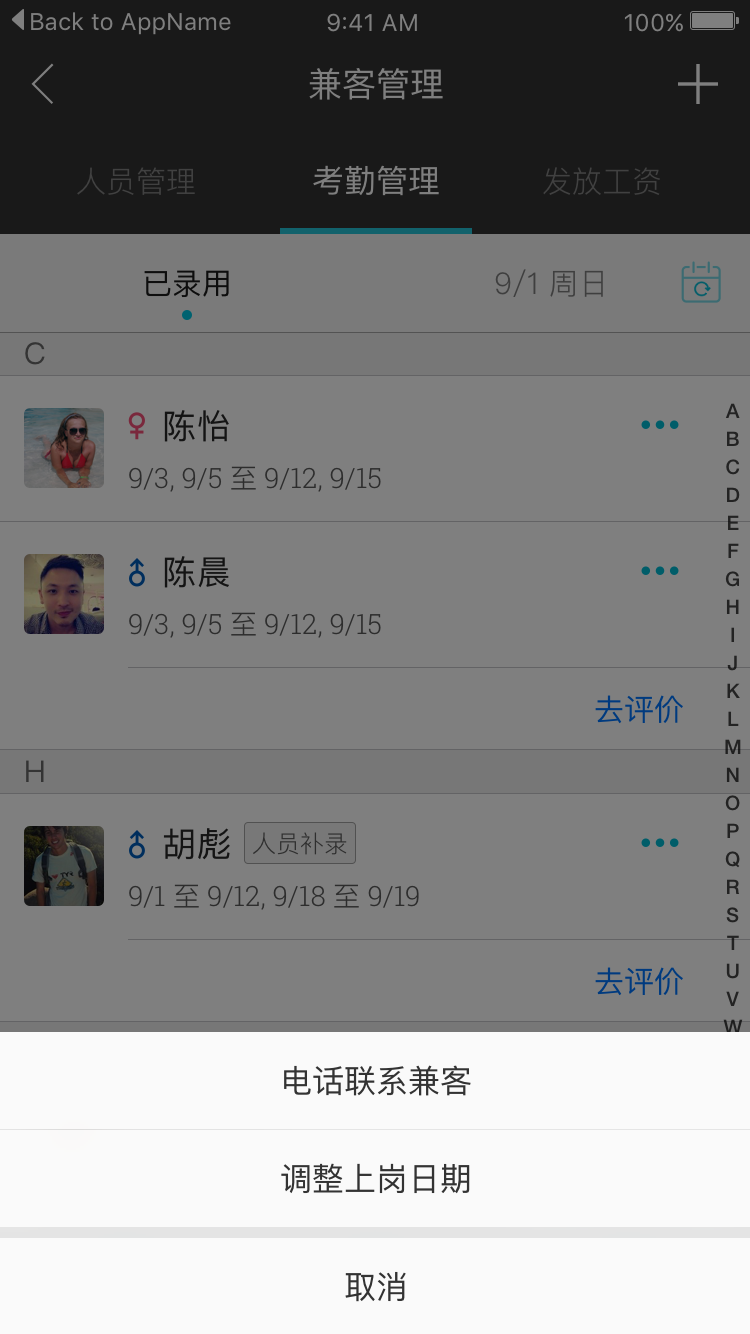 Back to AppName 9:41 AM 100%
兼客管理
人员管理 考勤管理 发放工资
已录用 9/1 周日
C
陈怡
9/3, 9/5 至 9/12, 9/15
陈晨
9/3, 9/5 至 9/12, 9/15
去评价
H
胡彪 人员补录
9/1 至 9/12, 9/18 至 9/19
去评价
A
B
C
D
E
F
G
H
I
J
K
L
M
N
O
P
Q
R
S
T
U
V
W
电话联系兼客
调整上岗日期
取消